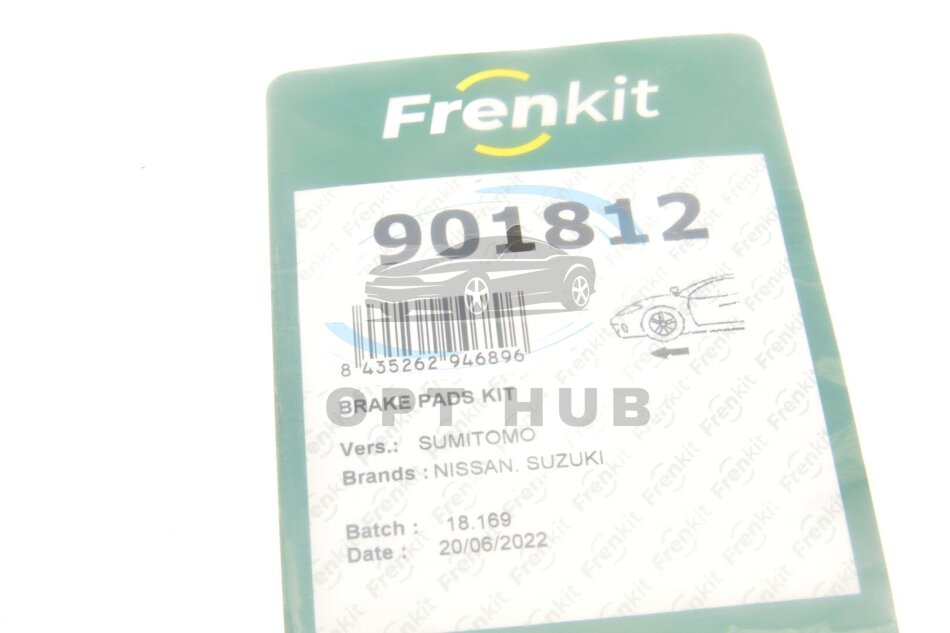 Frenkit
901812
8 435262 946896
BRAKE PADS KIT
OPT HUB
Vers.: SUMITOMO
Brands : NISSAN. SUZUKI
Batch : 18.169
Date : 20/06/2022